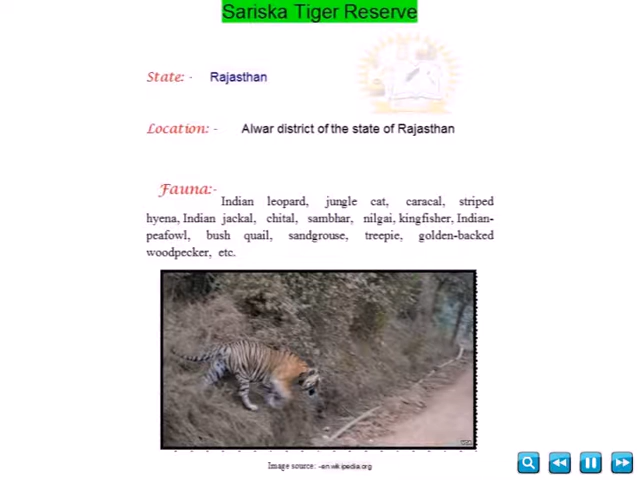 Sariska Tiger Reserve
State: - Rajasthan
Location: - Alwar district of the state of Rajasthan
Fauna:-
Indian leopard, jungle cat, caracal, striped
hyena, Indian jackal, chital, sambhar, nilgai, kingfisher, Indian-
peafowl, bush quail, sandgrouse, treepie, golden-backed
woodpecker, etc.
Image source: -en.wikipedia.org